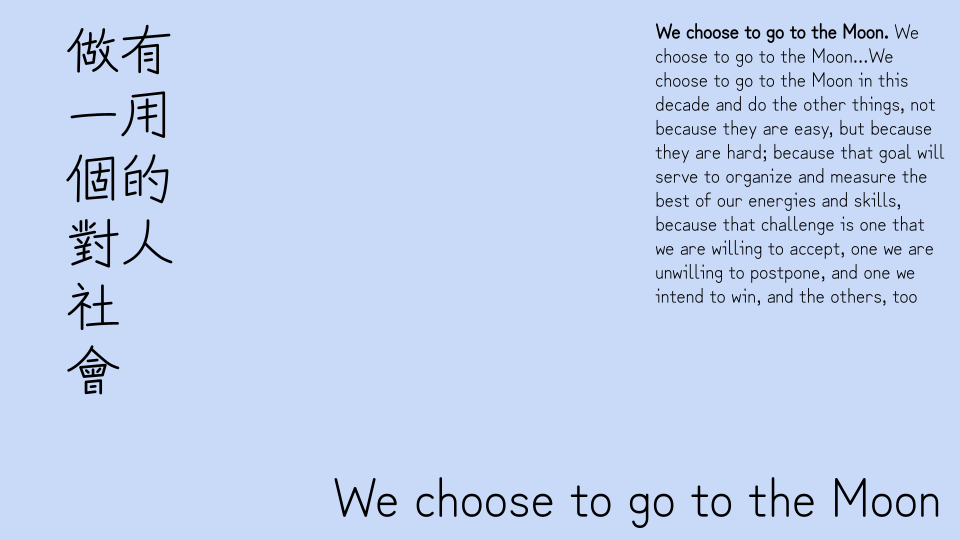 做一個對社會
有用的人
We choose to go to the Moon. We
choose to go to the Moon...We
choose to go to the Moon in this
decade and do the other things, not
because they are easy, but because
they are hard; because that goal will
serve to organize and measure the
best of our energies and skills,
because that challenge is one that
we are willing to accept, one we are
unwilling to postpone, and one we
intend to win, and the others, too
We choose to go to the Moon